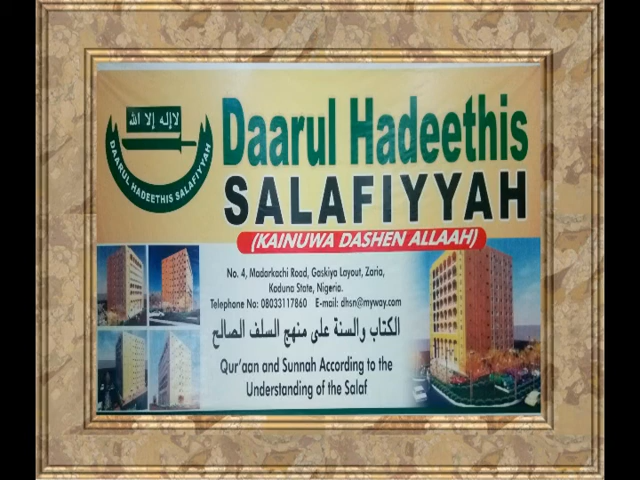 لا إله إلا الله
DAARUL HADEETHIS SALAFIYYAH
Daarul Hadeethis
SALAFIYYAH
(KAINUWA DASHEN ALLAAH)
No. 4, Madarkachi Road, Gaskiya Layout, Zaria,
Kaduna State, Nigeria.
Telephone No: 08033117860 E-mail: dhsn@myway.com
الكتاب والسنة على منهج السلف الصالح
Qur'aan and Sunnah According to the
Understanding of the Salaf